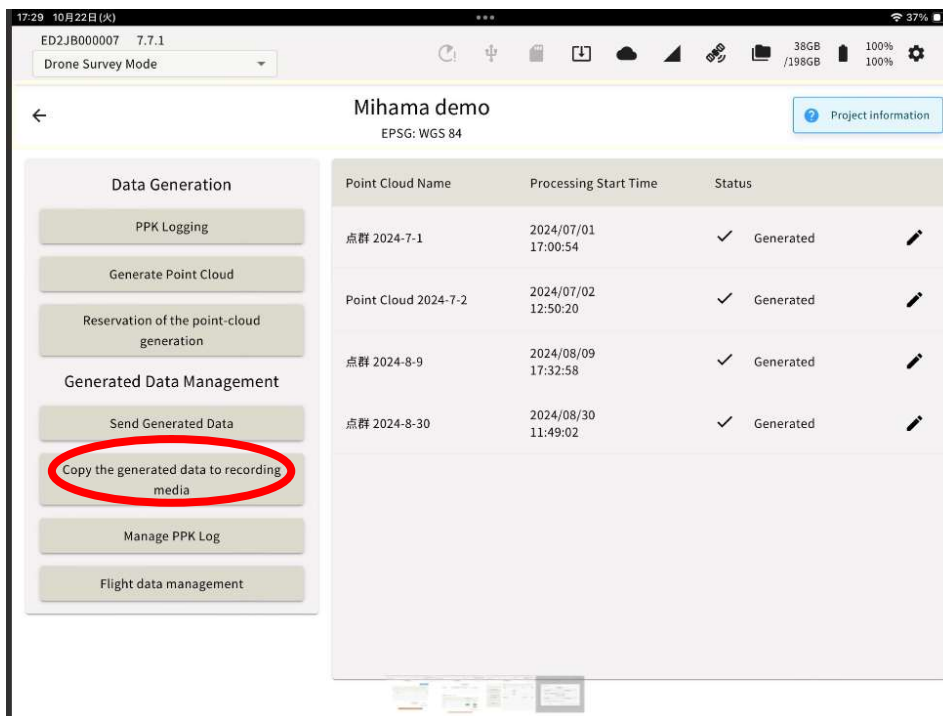 17:29 10月22日(火)
37%
ED2JB000007 7.7.1
Drone Survey Mode
38GB
/198GB
100%
100%
Mihama demo
EPSG: WGS 84
Project information
Data Generation
PPK Logging
Generate Point Cloud
Reservation of the point-cloud
generation
Generated Data Management
Send Generated Data
Copy the generated data to recording
media
Manage PPK Log
Flight data management
Point Cloud Name Processing Start Time Status
点群 2024-7-1 2024/07/01
17:00:54 Generated
Point Cloud 2024-7-2 2024/07/02
12:50:20 Generated
点群 2024-8-9 2024/08/09
17:32:58 Generated
点群 2024-8-30 2024/08/30
11:49:02 Generated